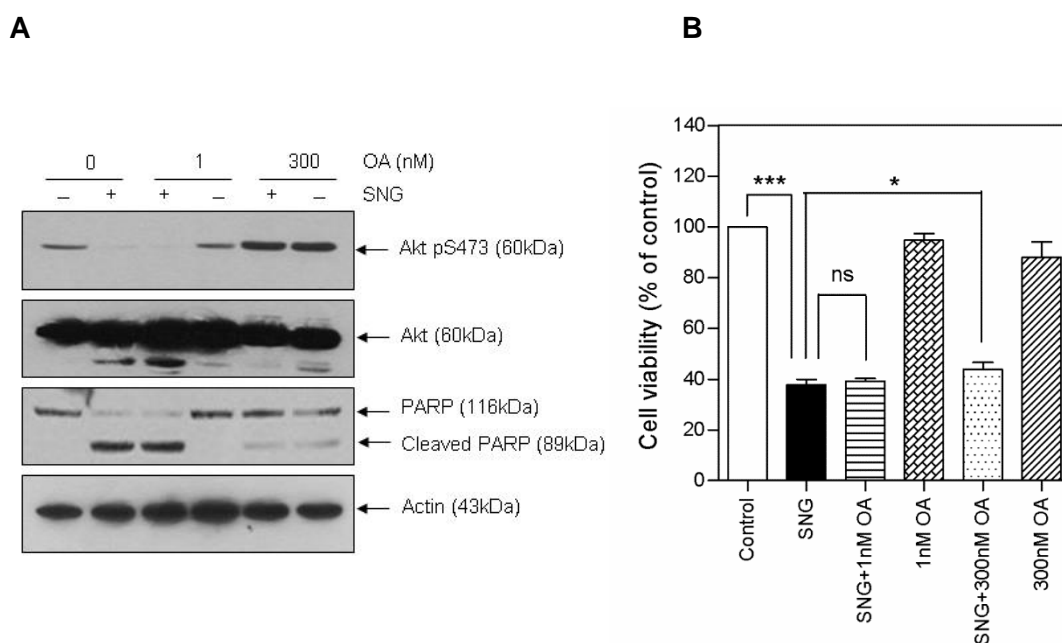 A
0 1 300 OA (nM)
– + + – + – SNG
Akt pS473 (60kDa)
Akt (60kDa)
PARP (116kDa)
Cleaved PARP (89kDa)
Actin (43kDa)
B
Cell viability (% of control)
140
120
100
80
60
40
20
0
***
*
ns
Control
SNG
SNG+1nM OA
1nM OA
SNG+300nM OA
300nM OA